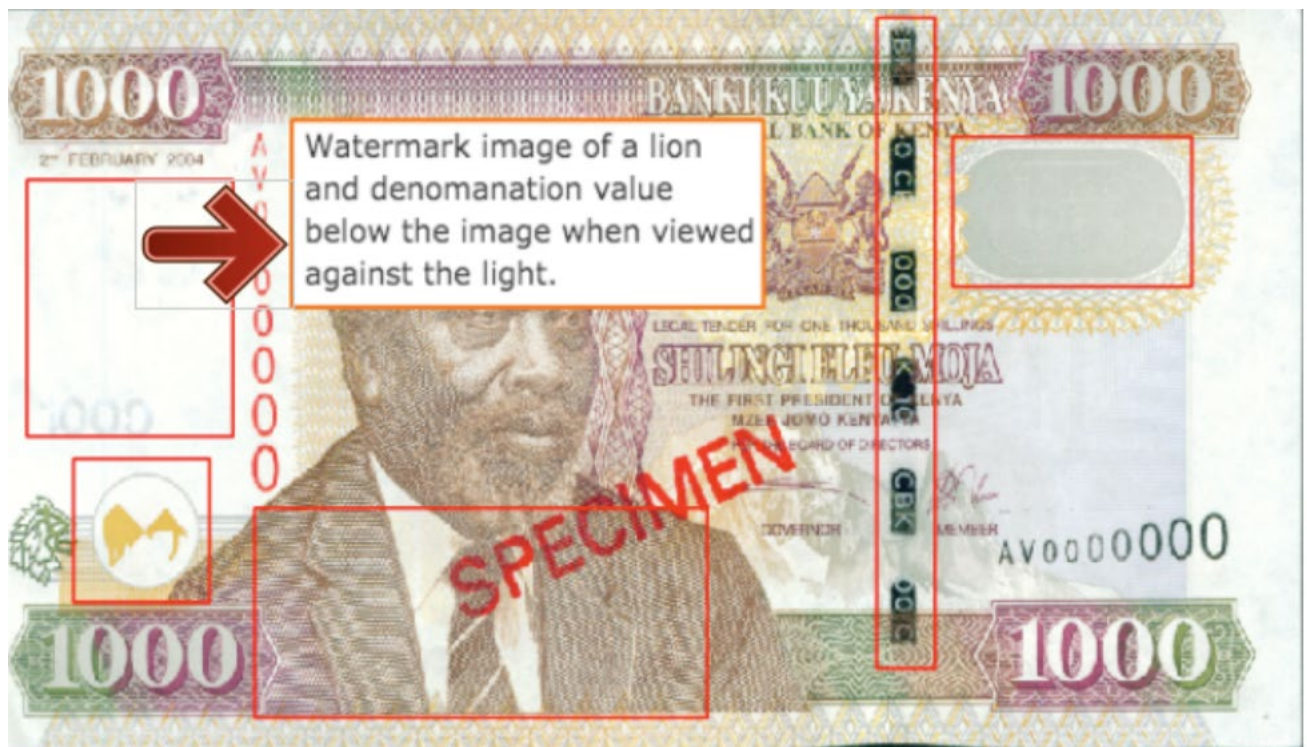 1000
BANKI KUU YA KENYA
1000
L BANK OF KENYA
2ND FEBRUARY 2004
Watermark image of a lion
and denomanation value
below the image when viewed
against the light.
LEGAL TENDER FOR ONE THOUSAND SHILLINGS
SHILINGI ELFU MOJA
THE FIRST PRESIDENT OF KENYA
MZEE JOMO KENYATTA
FOR THE BOARD OF DIRECTORS
SPECIMEN
CBK
GOVERNOR
MEMBER
AV0000000
1000
1000